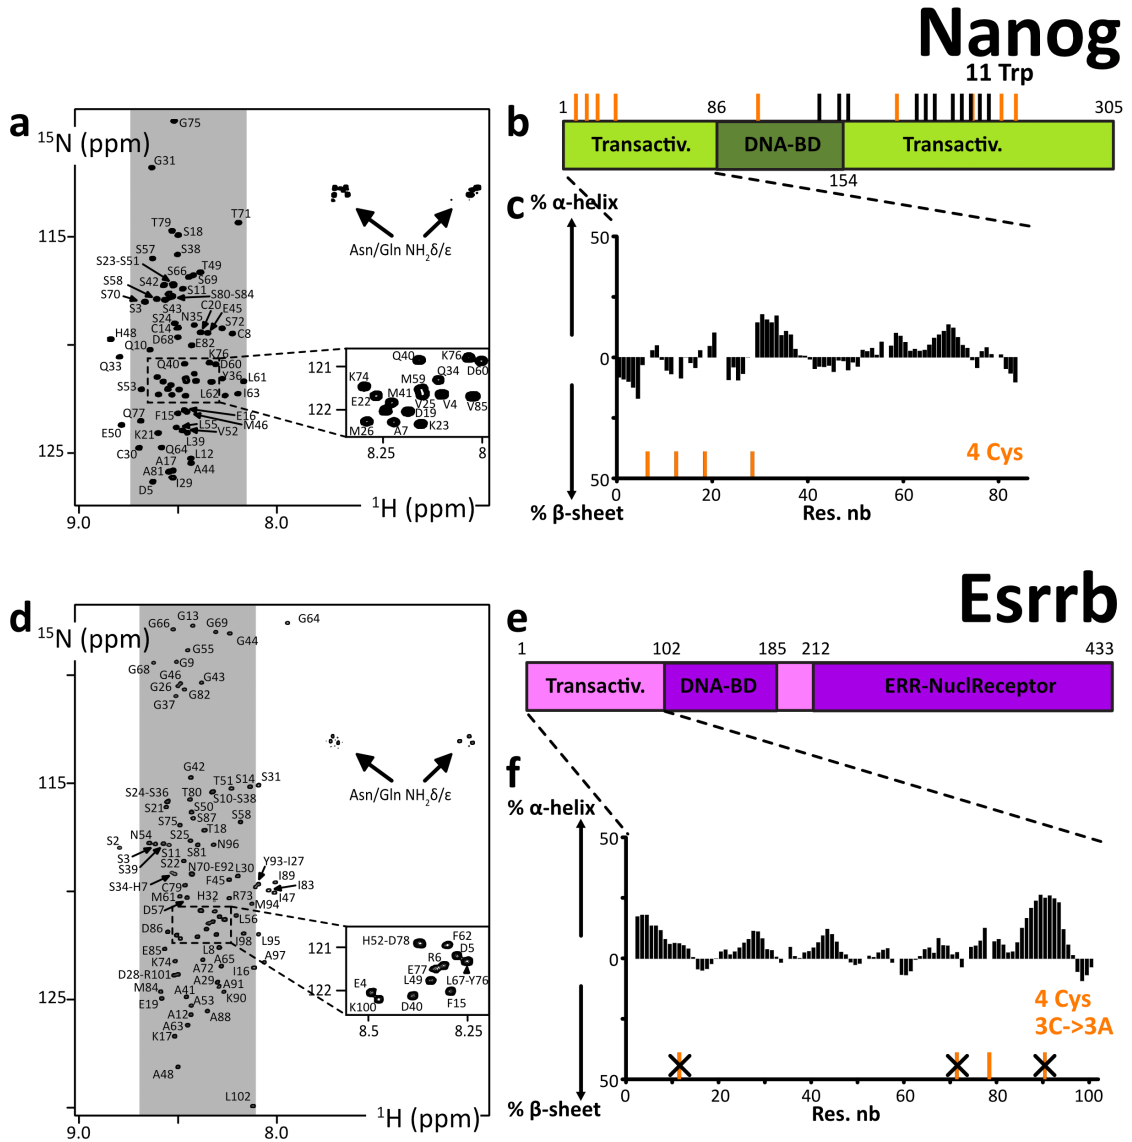 Nanog
11 Trp
a
15
N (ppm)
115
125
9.0
8.0
1H (ppm)
G75
G31
T71
T79
S18
Asn/Gln NH2δ/ε
S57
S38
S23-S51
T49
S66
S58
S42
S69
S11
S70
S80-S84
S3
S43
C20
E45
S24
N35
S72
H48
C14
C8
Q10
D68
E82
K76
Q33
Q40
D60
Y36
L61
S53
L62
I63
Q77
F15
E16
L55
M46
E50
K21
V52
L39
C30
Q64
L12
A17
A44
A81
I29
D5
121
122
8.25
8
Q40
K76
Q34
D60
K74
M59
E22
M41
V25
V4
V85
D19
M26
A7
K23
b
1
86
305
Transactiv.
DNA-BD
Transactiv.
154
c
% α-helix
50
0
50
% β-sheet
4 Cys
0
20
40
60
80
Res. nb
Esrrb
d
15
N (ppm)
115
125
9.0
8.0
1H (ppm)
G13
G66
G69
G64
G44
G55
G68
G9
G46
G43
G26
G82
G37
Asn/Gln NH2δ/ε
G42
T51
S14
S31
S24-S36
T80
S10-S38
S21
S50
S75
S87
S58
T18
N54
S25
N96
S2
S3
S11
S81
S39
S22
Y93-I27
N70-E92
L30
I89
S34-H7
C79
F45
I83
M61
H32
R73
I47
D57
M94
L56
D86
L8
I98
L95
E85
A65
A97
K74
A72
I16
D28-R101
A29
A91
M84
A41
K90
E19
A53
A12
A88
A63
K17
A48
L102
121
122
8.5
8.25
H52-D78
F62
D5
R6
E77
L49
L67-Y76
E4
K100
D40
F15
e
1
102
185
212
433
Transactiv.
DNA-BD
ERR-NuclReceptor
f
% α-helix
50
0
50
% β-sheet
4 Cys
3C->3A
0
20
40
60
80
100
Res. nb